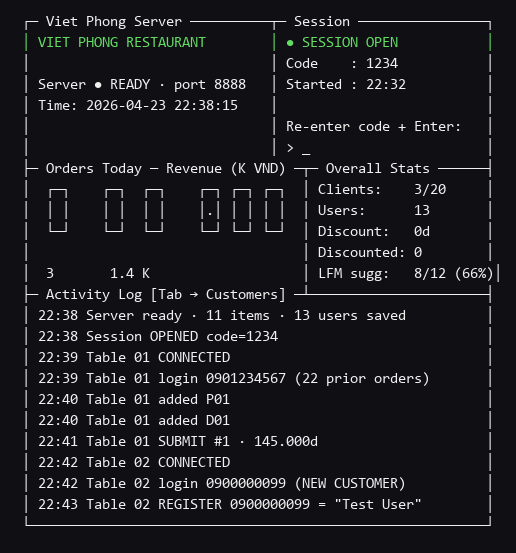 Viet Phong Server
Session
VIET PHONG RESTAURANT
● SESSION OPEN
Code : 1234
Server ● READY · port 8888
Started : 22:32
Time: 2026-04-23 22:38:15
Re-enter code + Enter:
> _
Orders Today — Revenue (K VND)
Overall Stats
Clients: 3/20
Users: 13
Discount: 0d
Discounted: 0
3 1.4 K
LFM sugg: 8/12 (66%)
Activity Log [Tab → Customers]
22:38 Server ready · 11 items · 13 users saved
22:38 Session OPENED code=1234
22:39 Table 01 CONNECTED
22:39 Table 01 login 0901234567 (22 prior orders)
22:40 Table 01 added P01
22:40 Table 01 added D01
22:41 Table 01 SUBMIT #1 · 145.000d
22:42 Table 02 CONNECTED
22:42 Table 02 login 0900000099 (NEW CUSTOMER)
22:43 Table 02 REGISTER 0900000099 = "Test User"